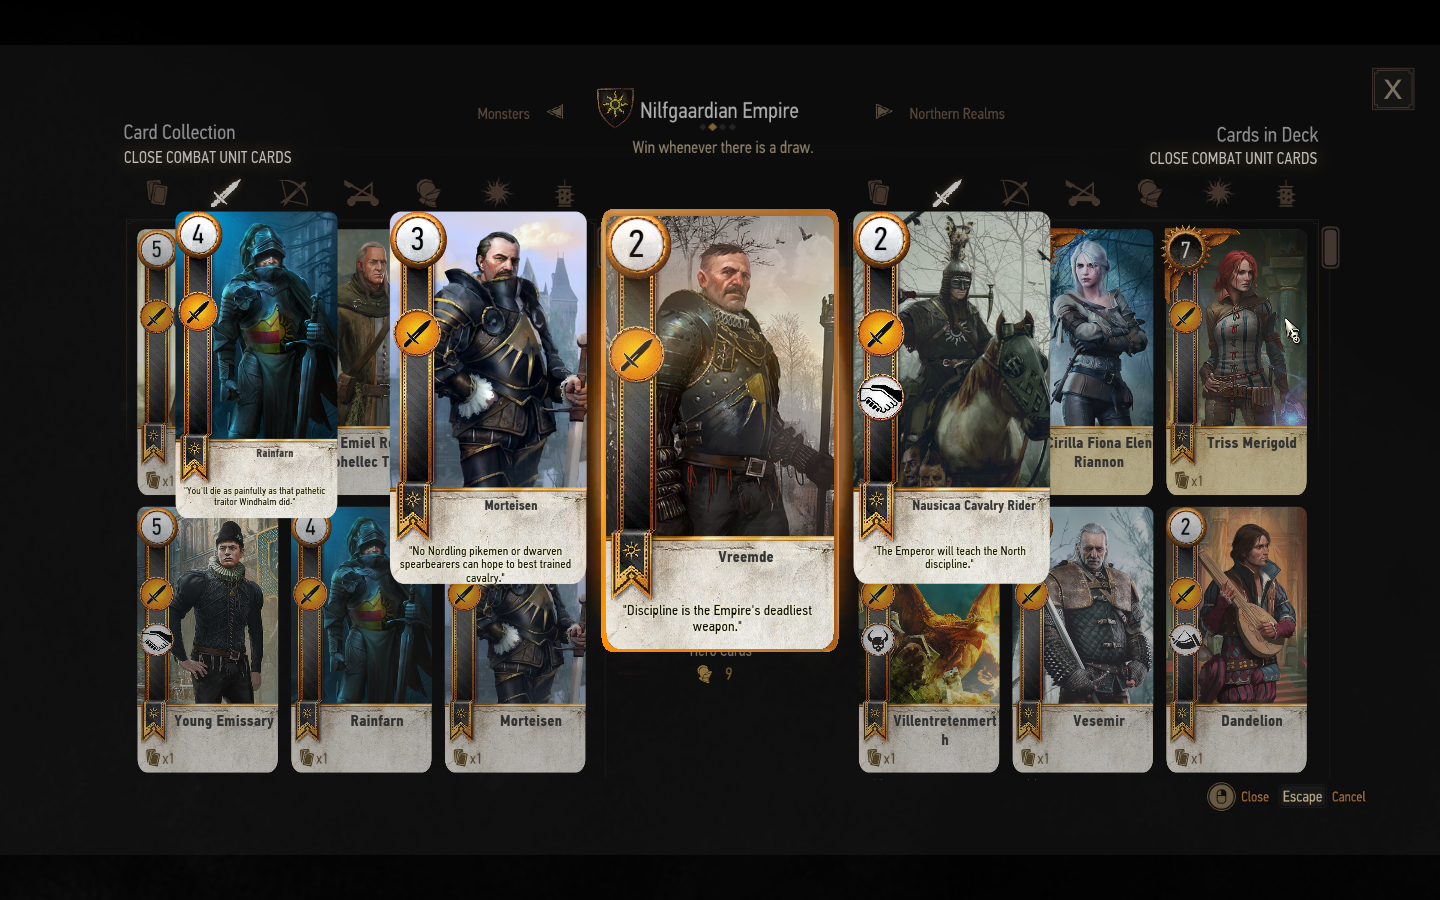 Nilfgaardian Empire
Monsters
Northern Realms
Win whenever there is a draw.
Card Collection
CLOSE COMBAT UNIT CARDS
Cards in Deck
CLOSE COMBAT UNIT CARDS
X
5
4
Rainfarn
"You'll die as painfully as that pathetic
traitor Windhalm did-"
x1
Emiel
3
Morteisen
"No Nordling pikemen or dwarven
spearbearers can hope to best trained
cavalry."
2
Vreemde
"Discipline is the Empire's deadliest
weapon."
2
Nausicaa Cavalry Rider
"The Emperor will teach the North
discipline."
Cirilla Fiona Elen
Riannon
7
Triss Merigold
x1
5
Young Emissary
x1
4
Rainfarn
x1
Morteisen
x1
Hero Cards
9
Villentretenmert
h
x1
Vesemir
x1
2
Dandelion
x1
Close
Escape
Cancel